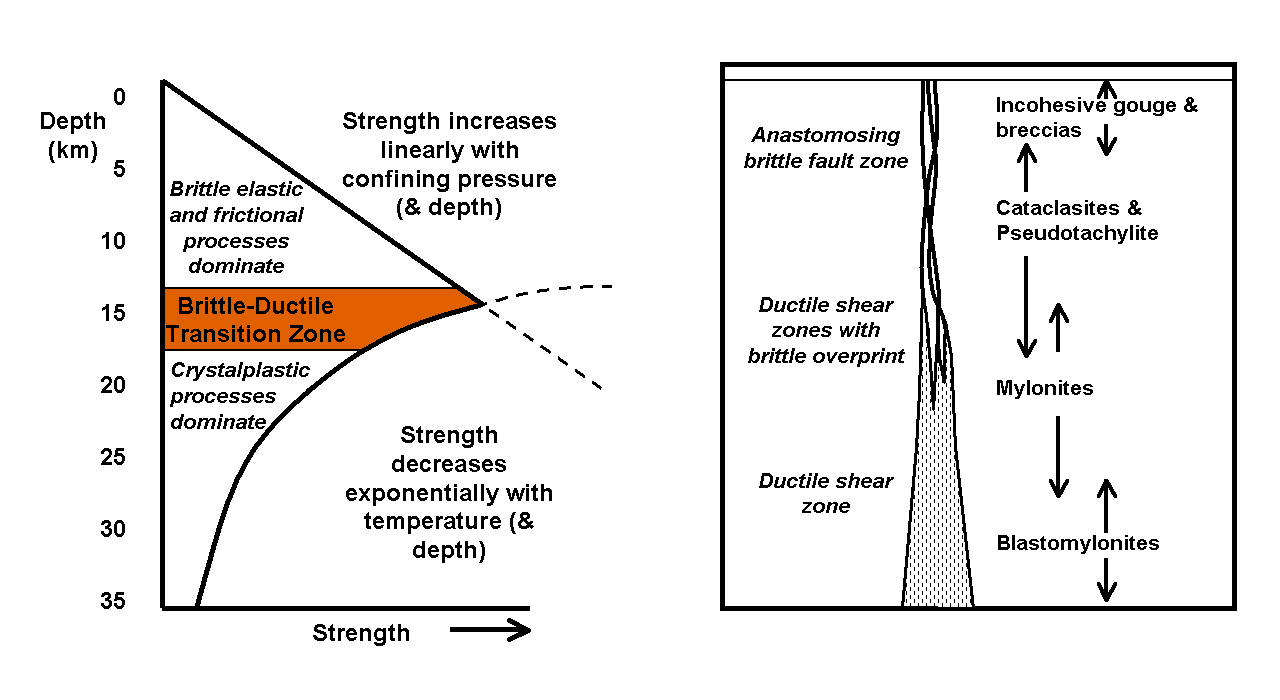 0
Depth
(km)
5
10
15
20
25
30
35
Strength increases
linearly with
confining pressure
(& depth)
Brittle elastic
and frictional
processes
dominate
Brittle-Ductile
Transition Zone
Crystalplastic
processes
dominate
Strength
decreases
exponentially with
temperature (&
depth)
Strength
Anastomosing
brittle fault zone
Ductile shear
zones with
brittle overprint
Ductile shear
zone
Incohesive gouge &
breccias
Cataclasites &
Pseudotachylite
Mylonites
Blastomylonites